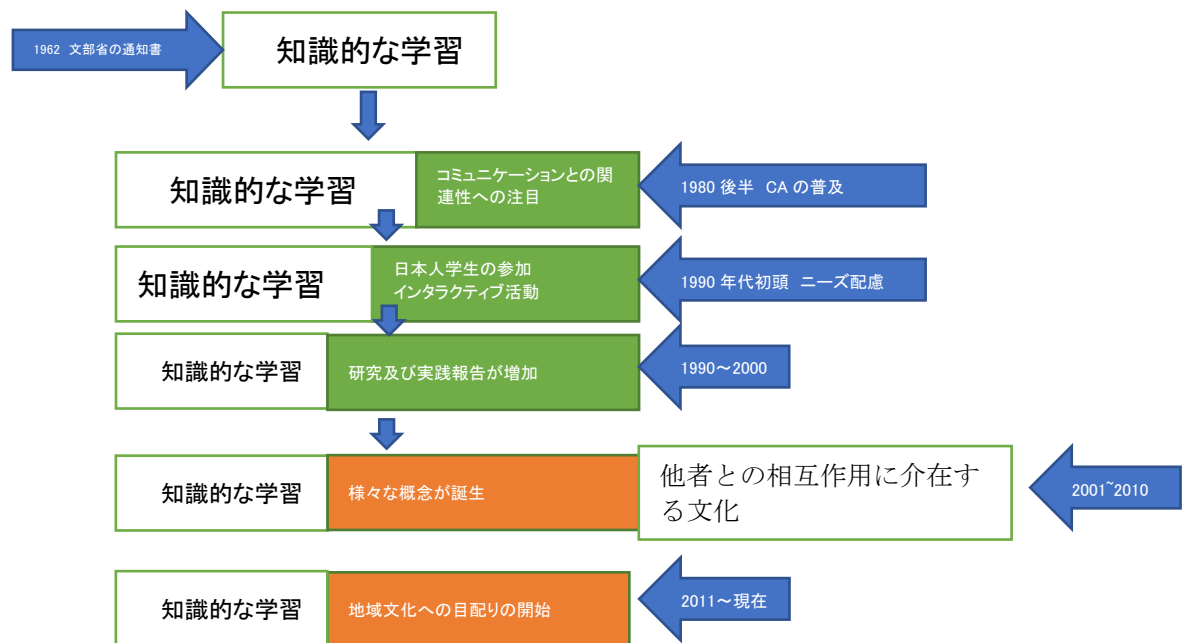 1962 文部省の通知書
知識的な学習
知識的な学習
コミュニケーションとの関
連性への注目
1980 後半 CA の普及
知識的な学習
日本人学生の参加
インタラクティブ活動
1990 年代初頭 ニーズ配慮
知識的な学習
研究及び実践報告が増加
1990～2000
知識的な学習
様々な概念が誕生
他者との相互作用に介在す
る文化
2001~2010
知識的な学習
地域文化への目配りの開始
2011～現在